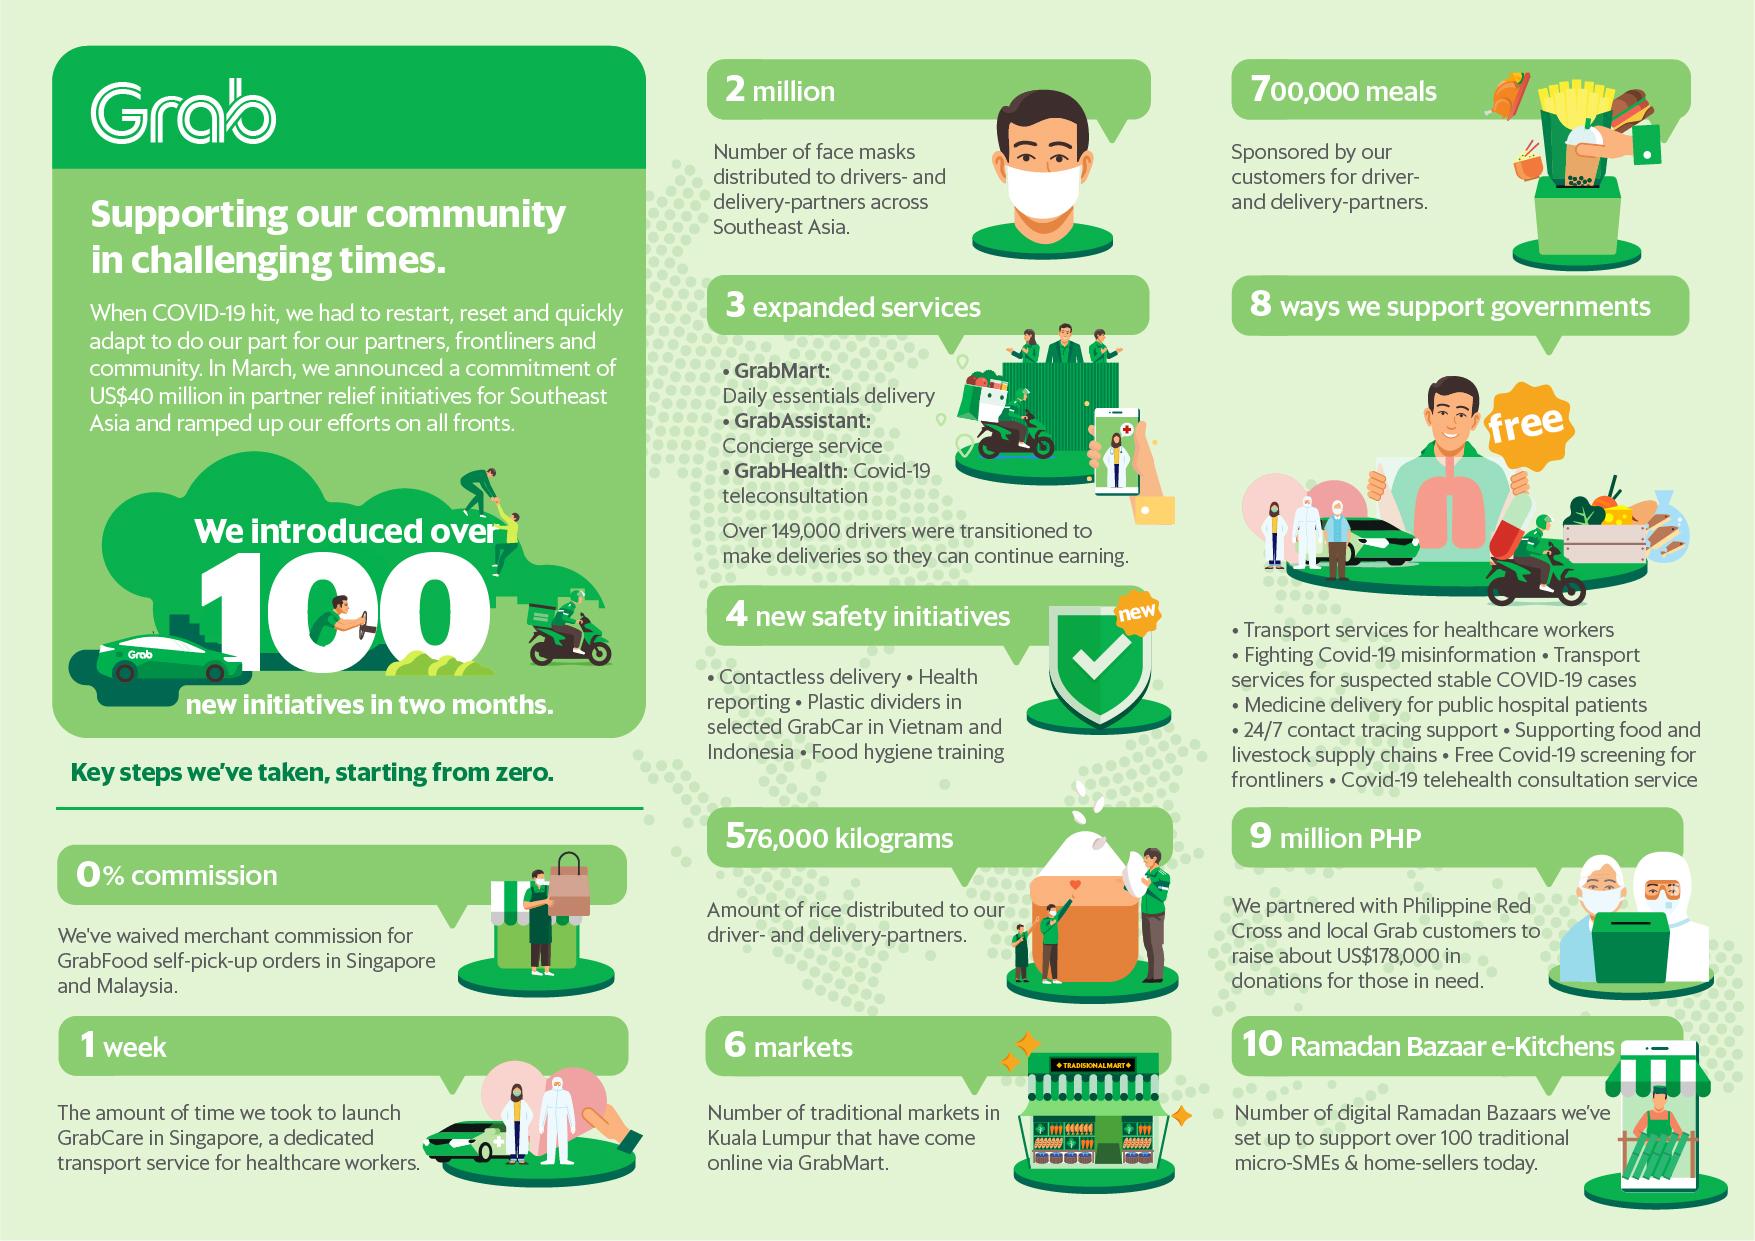 Grab
Supporting our community
in challenging times.
When COVID-19 hit, we had to restart, reset and quickly
adapt to do our part for our partners, frontliners and
community. In March, we announced a commitment of
US$40 million in partner relief initiatives for Southeast
Asia and ramped up our efforts on all fronts.
We introduced over
100
Grab
new initiatives in two months.
Key steps we've taken, starting from zero.
0% commission
We've waived merchant commission for
GrabFood self-pick-up orders in Singapore
and Malaysia.
1 week
The amount of time we took to launch
GrabCare in Singapore, a dedicated
transport service for healthcare workers.
2 million
Number of face masks
distributed to drivers- and
delivery-partners across
Southeast Asia.
3 expanded services
• GrabMart:
Daily essentials delivery
• GrabAssistant:
Concierge service
• GrabHealth: Covid-19
teleconsultation
Over 149,000 drivers were transitioned to
make deliveries so they can continue earning.
4 new safety initiatives
new
• Contactless delivery • Health
reporting • Plastic dividers in
selected GrabCar in Vietnam and
Indonesia • Food hygiene training
576,000 kilograms
Amount of rice distributed to our
driver- and delivery-partners.
6 markets
TRADISIONAL MART
Number of traditional markets in
Kuala Lumpur that have come
online via GrabMart.
700,000 meals
Sponsored by our
customers for driver-
and delivery-partners.
8 ways we support governments
free
• Transport services for healthcare workers
• Fighting Covid-19 misinformation • Transport
services for suspected stable COVID-19 cases
• Medicine delivery for public hospital patients
• 24/7 contact tracing support • Supporting food and
livestock supply chains • Free Covid-19 screening for
frontliners • Covid-19 telehealth consultation service
9 million PHP
We partnered with Philippine Red
Cross and local Grab customers to
raise about US$178,000 in
donations for those in need.
10 Ramadan Bazaar e-Kitchens
Number of digital Ramadan Bazaars we've
set up to support over 100 traditional
micro-SMEs & home-sellers today.